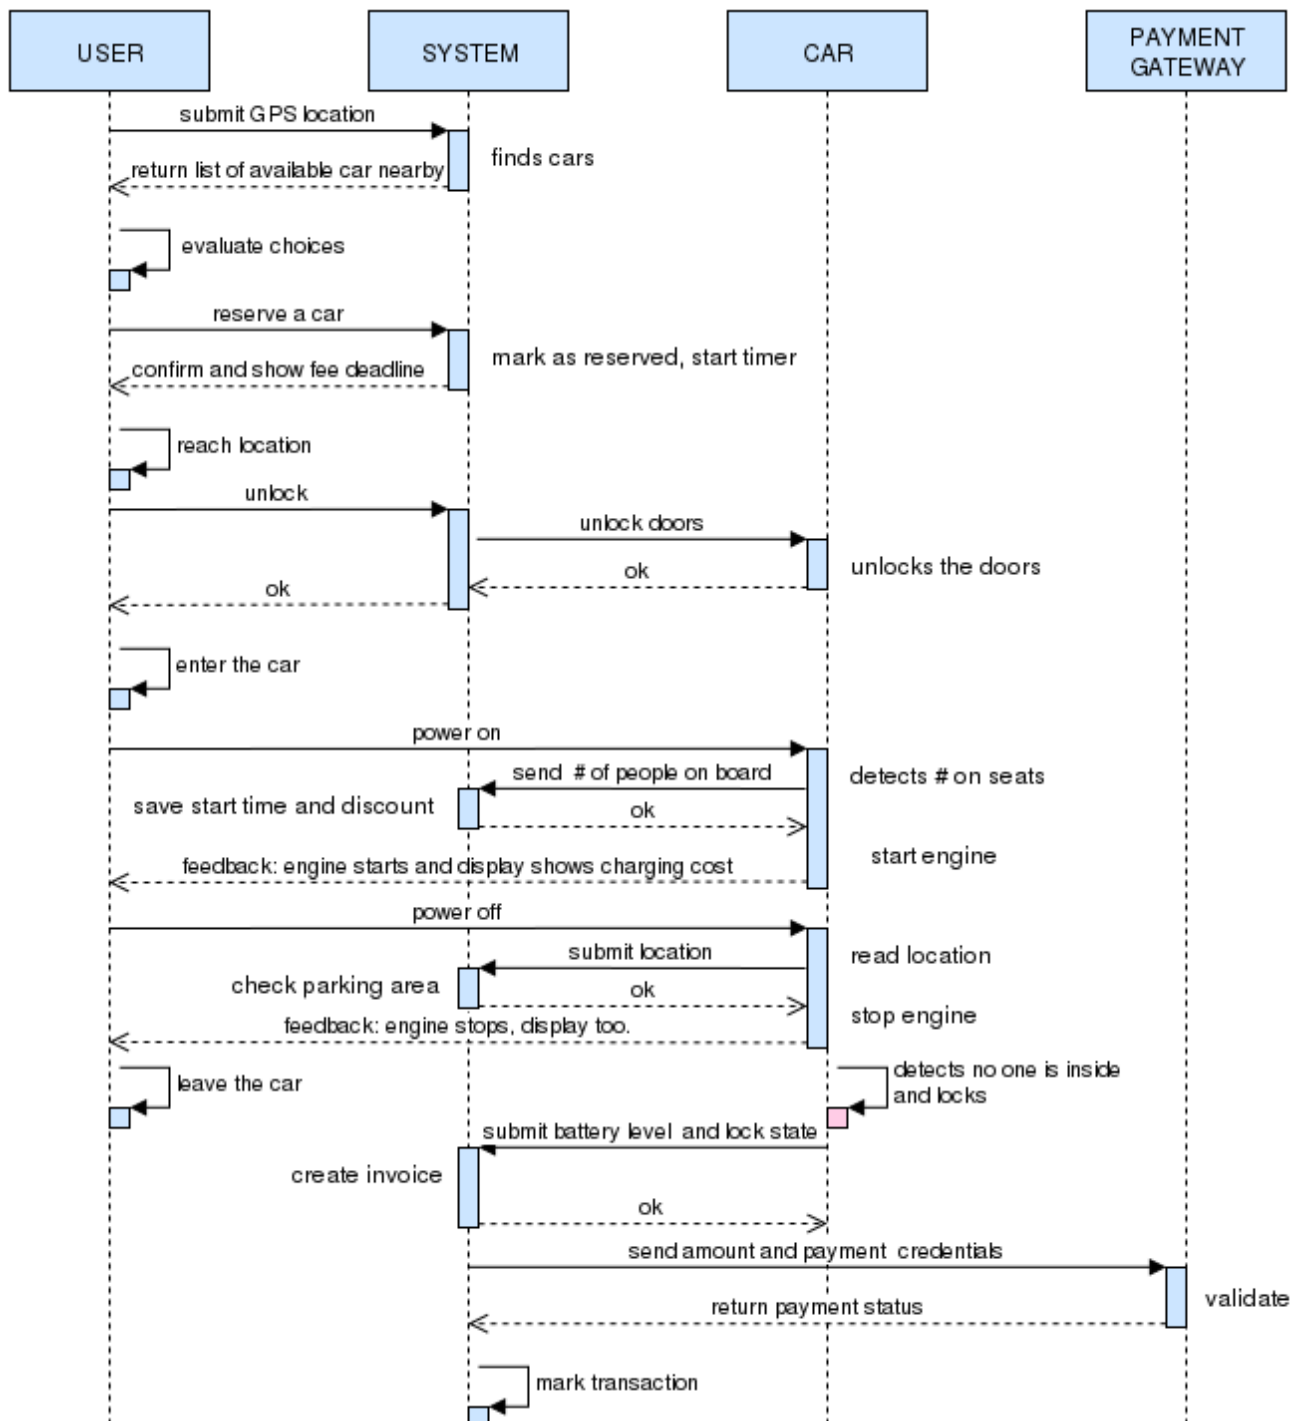 USER
SYSTEM
CAR
PAYMENT
GATEWAY
submit GPS location
finds cars
return list of available car nearby
evaluate choices
reserve a car
mark as reserved, start timer
confirm and show fee deadline
reach location
unlock
unlock doors
unlocks the doors
ok
ok
enter the car
power on
send # of people on board
detects # on seats
save start time and discount
ok
start engine
feedback: engine starts and display shows charging cost
power off
submit location
read location
check parking area
ok
stop engine
feedback: engine stops, display too.
leave the car
detects no one is inside
and locks
submit battery level and lock state
create invoice
ok
send amount and payment credentials
validate
return payment status
mark transaction